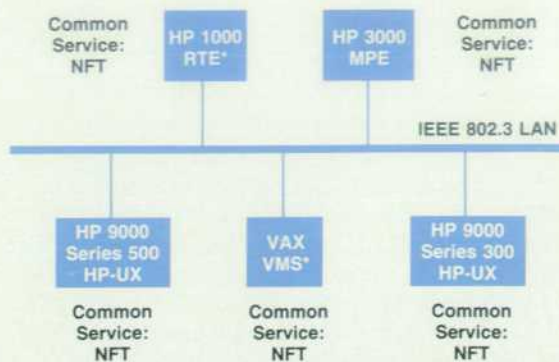 Common
Service:
NFT
HP 1000
RTE*
HP 3000
MPE
Common
Service:
NFT
IEEE 802.3 LAN
HP 9000
Series 500
HP-UX
VAX
VMS*
HP 9000
Series 300
HP-UX
Common
Service:
NFT
Common
Service:
NFT
Common
Service:
NFT